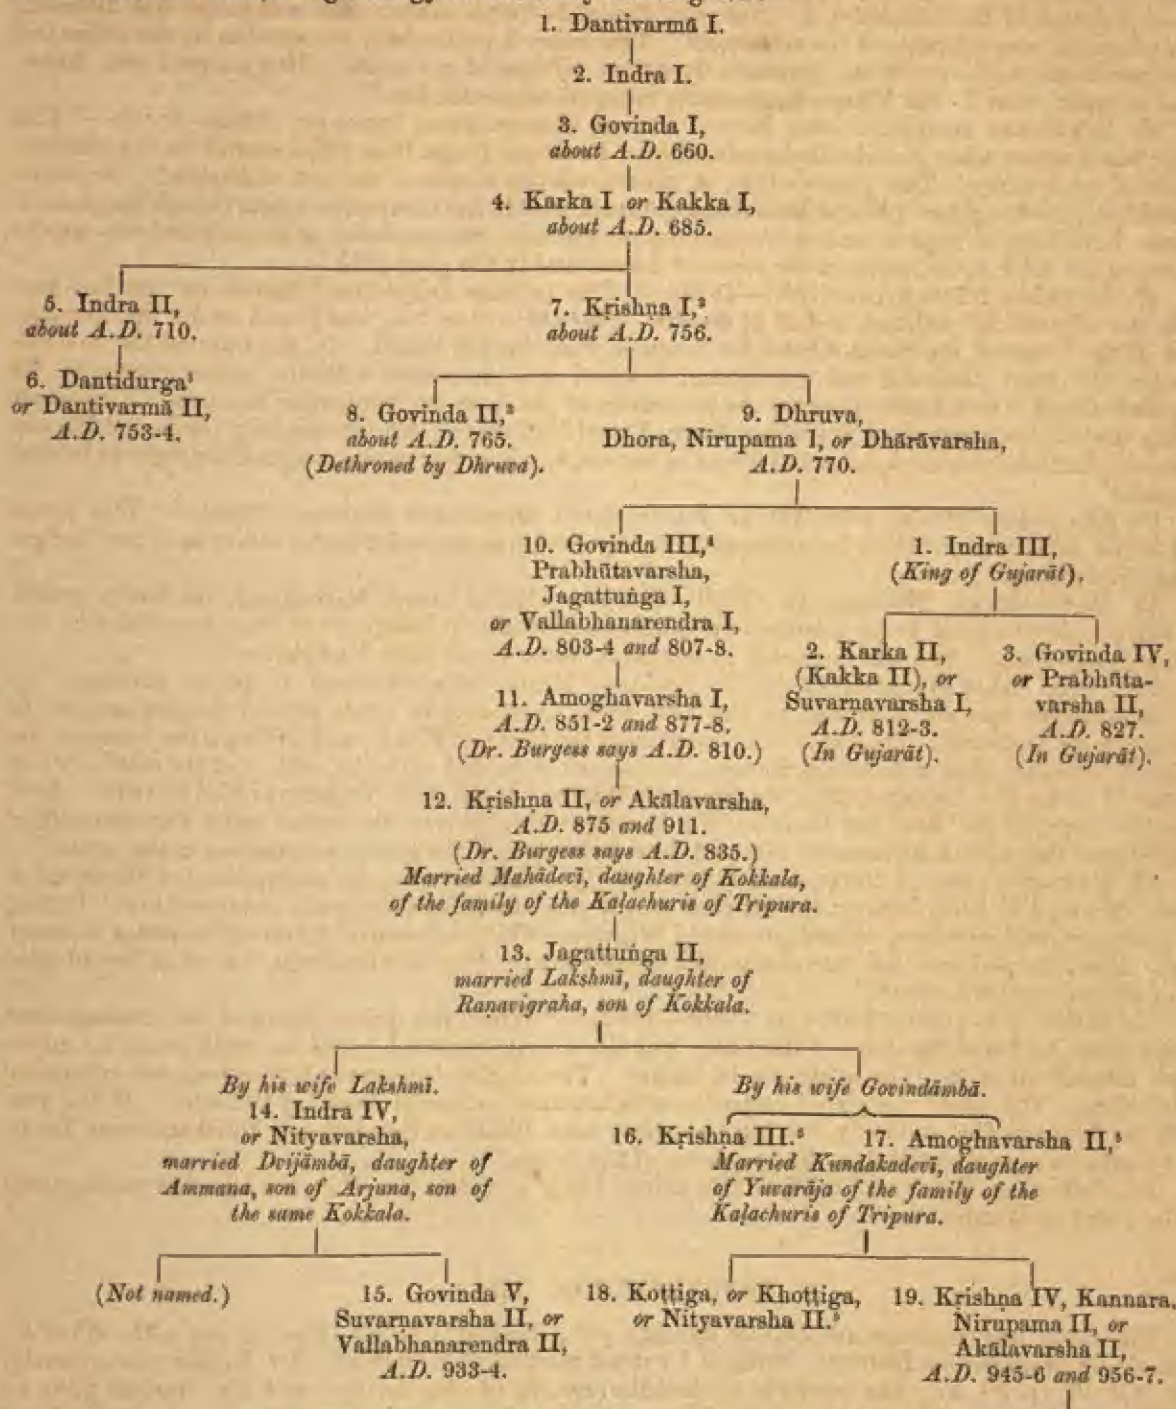 1. Dantivarmā I.
2. Indra I.
3. Govinda I,
about A.D. 660.
4. Karka I or Kakka I,
about A.D. 685.
5. Indra II,
about A.D. 710.
6. Dantidurga¹
or Dantivarmā II,
A.D. 753-4.
7. Kṛishṇa I,²
about A.D. 756.
8. Govinda II,³
about A.D. 765.
(Dethroned by Dhruva).
9. Dhruva,
Dhora, Nirupama I, or Dhārāvarsha,
A.D. 770.
10. Govinda III,⁴
Prabhūtavarsha,
Jagattuṅga I,
or Vallabhanarendra I,
A.D. 803-4 and 807-8.
1. Indra III,
(King of Gujarāt).
2. Karka II,
(Kakka II), or
Suvarṇavarsha I,
A.D. 812-3.
(In Gujarāt).
3. Govinda IV,
or Prabhūta-
varsha II,
A.D. 827.
(In Gujarāt).
11. Amoghavarsha I,
A.D. 851-2 and 877-8.
(Dr. Burgess says A.D. 810.)
12. Kṛishṇa II, or Akālavarsha,
A.D. 875 and 911.
(Dr. Burgess says A.D. 835.)
Married Mahādevī, daughter of Kokkala,
of the family of the Kaḷachuris of Tripura.
13. Jagattuṅga II,
married Lakshmī, daughter of
Raṇavigraha, son of Kokkala.
By his wife Lakshmī.
14. Indra IV,
or Nityavarsha,
married Dvijāmbā, daughter of
Ammana, son of Arjuna, son of
the same Kokkala.
By his wife Govindāmbā.
16. Kṛishṇa III.⁵
17. Amoghavarsha II,⁵
Married Kundakadevī, daughter
of Yuvarāja of the family of the
Kaḷachuris of Tripura.
(Not named.)
15. Govinda V,
Suvarṇavarsha II, or
Vallabhanarendra II,
A.D. 933-4.
18. Koṭṭiga, or Khoṭṭiga,
or Nityavarsha II.⁵
19. Kṛishṇa IV, Kannara,
Nirupama II, or
Akālavarsha II,
A.D. 945-6 and 956-7.